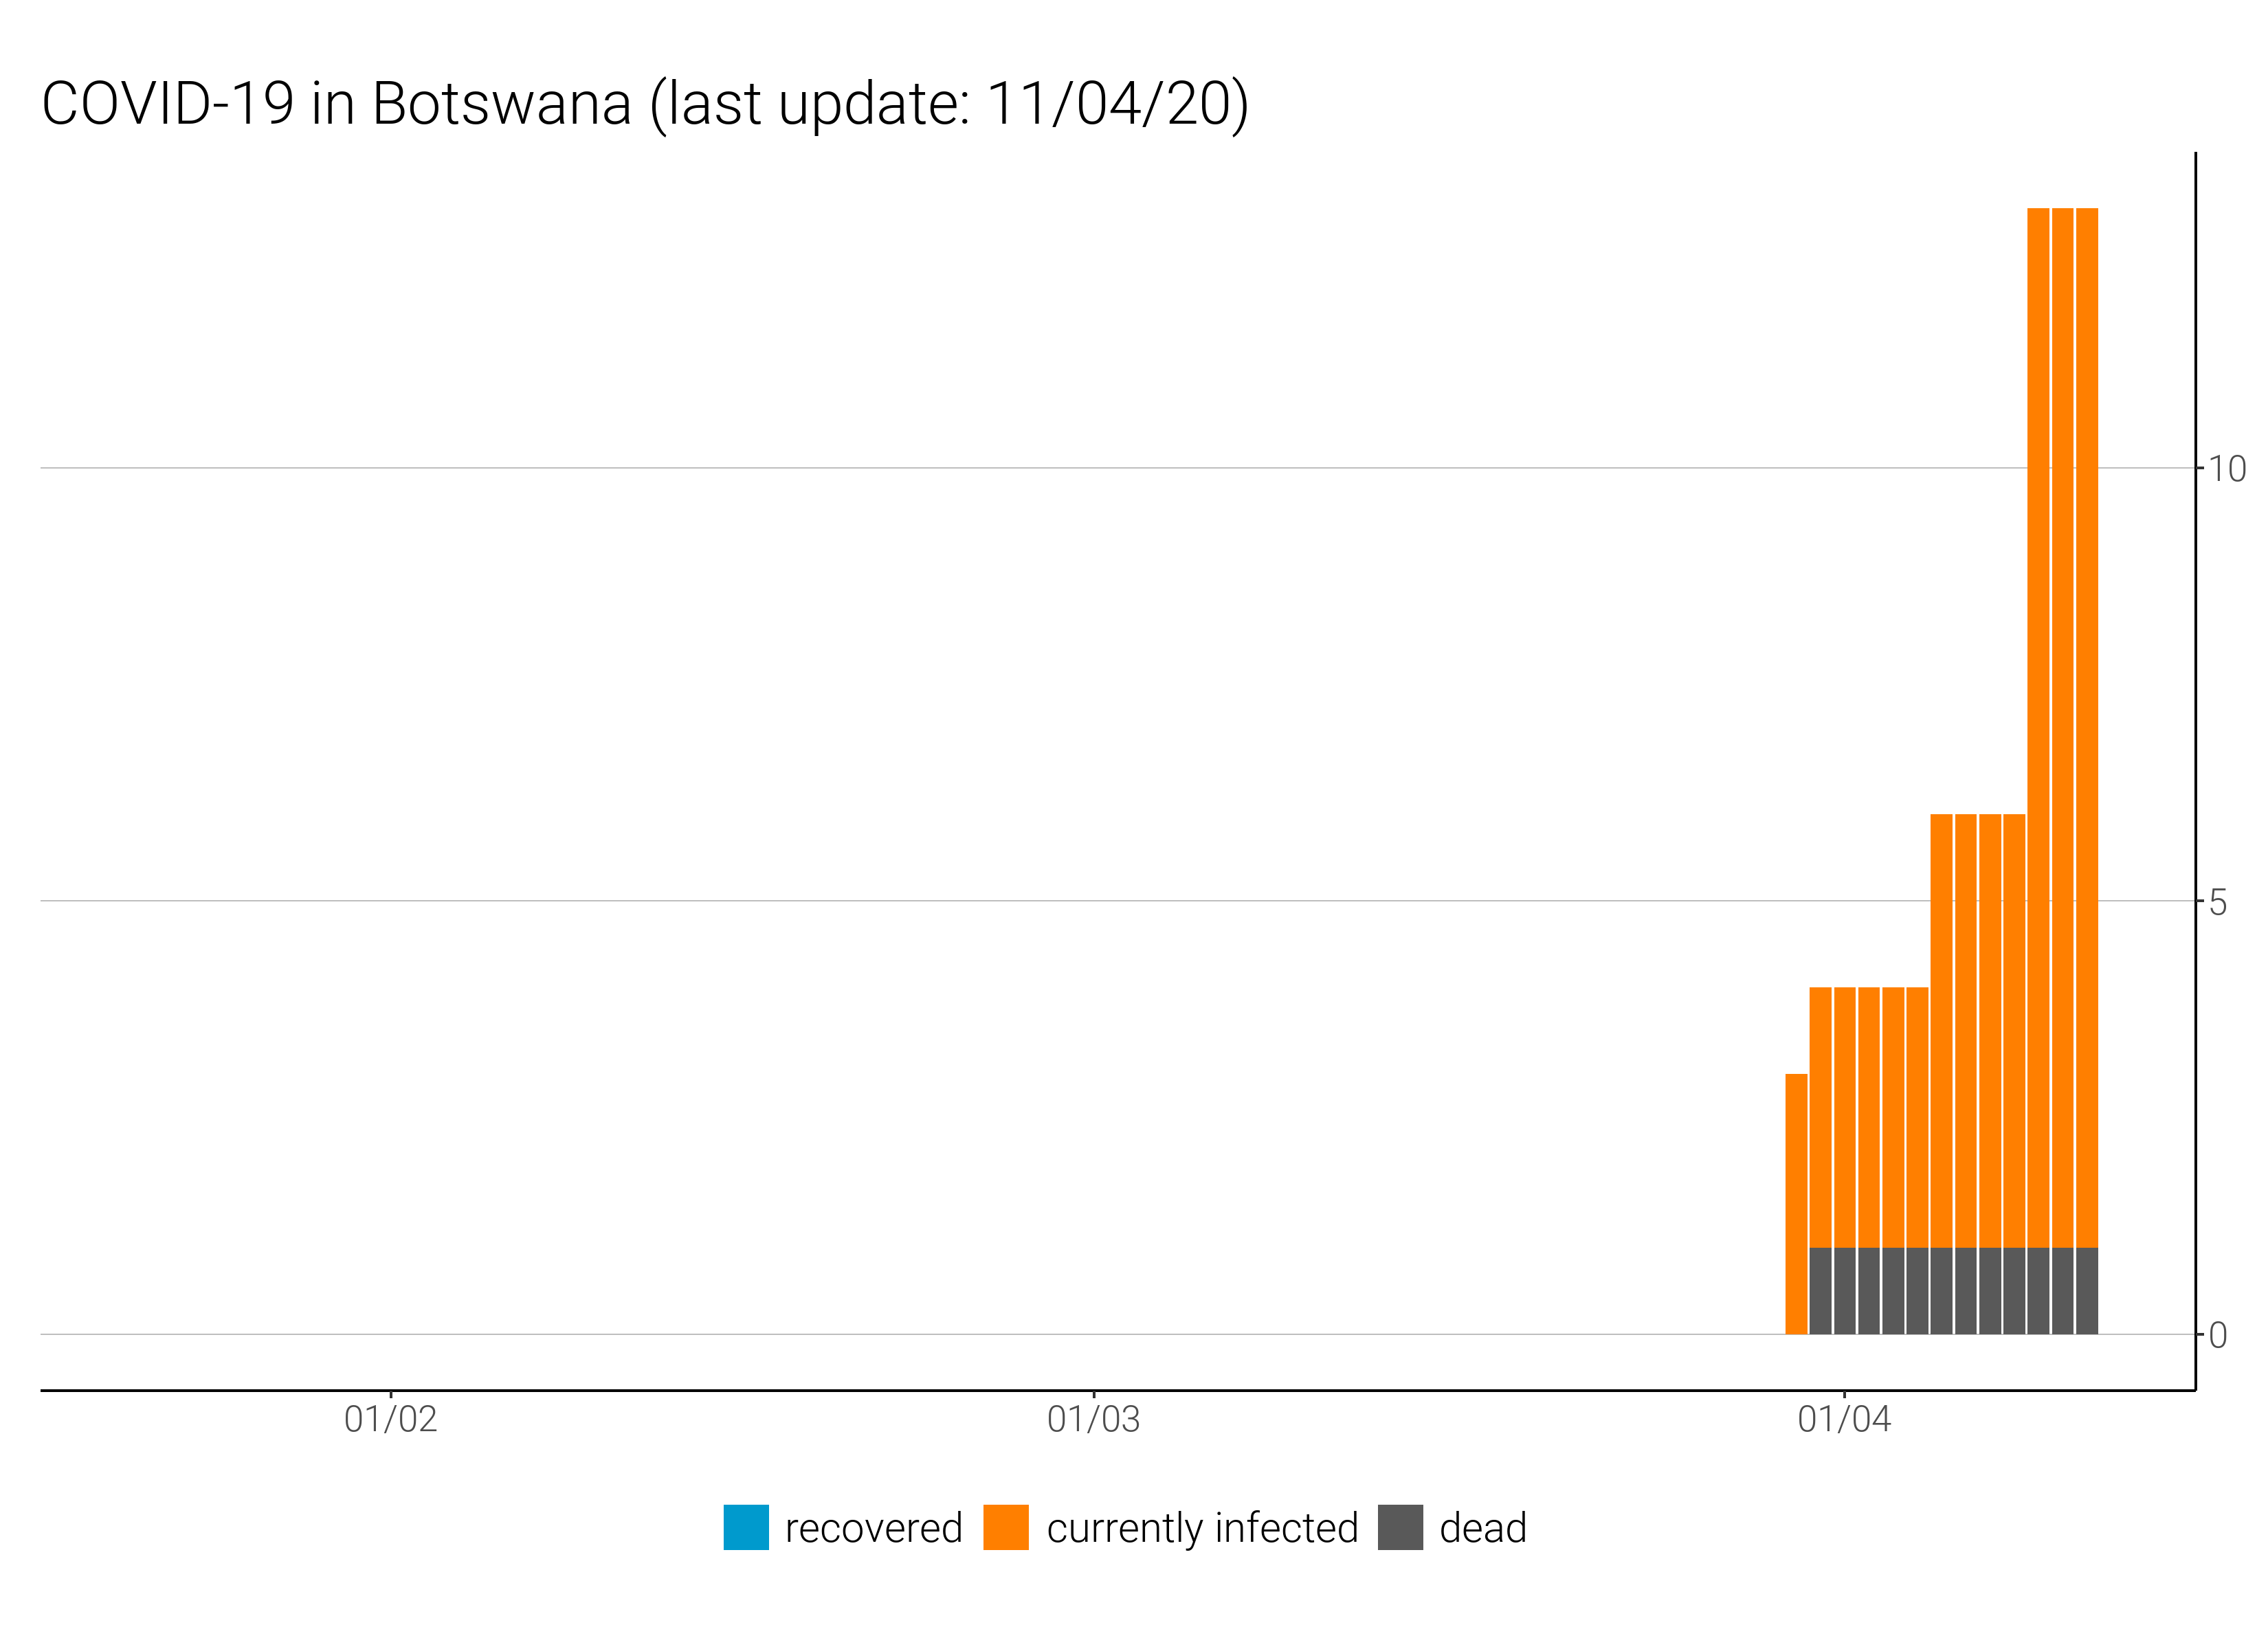 COVID-19 in Botswana (last update: 11/04/20)
10
5
0
01/02 01/03 01/04
recovered currently infected dead